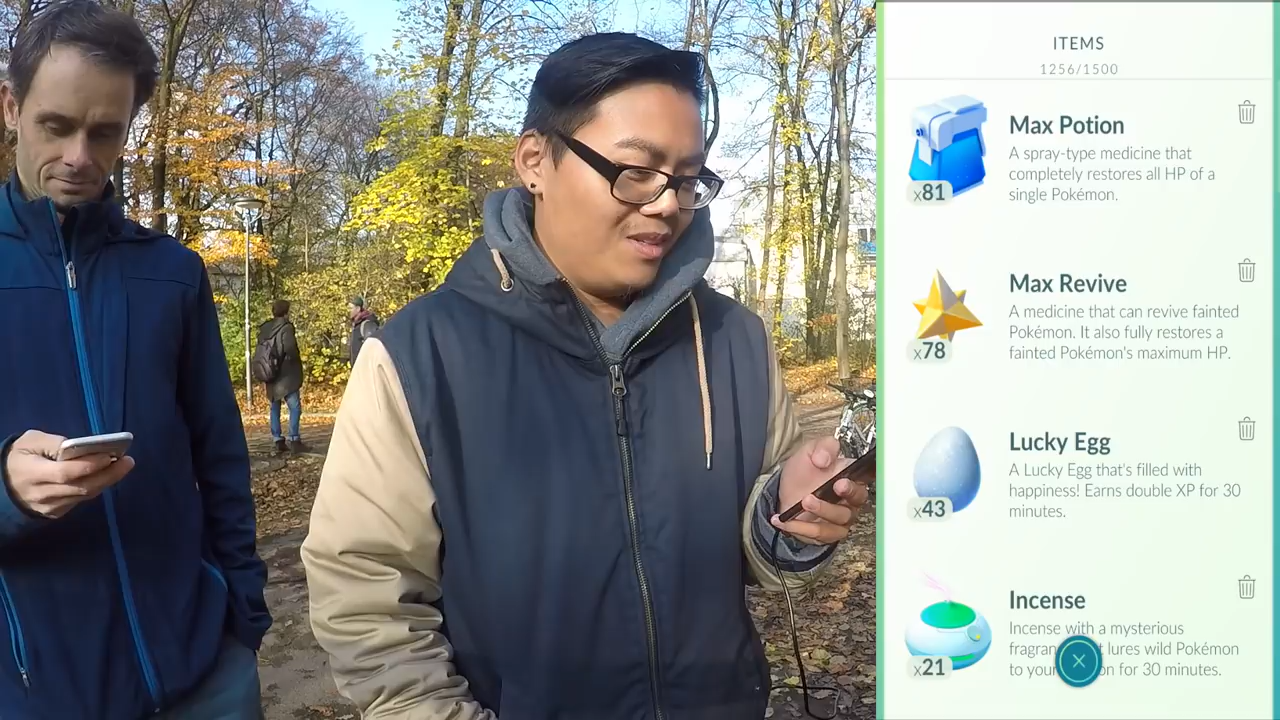 ITEMS
1256/1500
Max Potion
A spray-type medicine that
completely restores all HP of a
single Pokémon.
x81
Max Revive
A medicine that can revive fainted
Pokémon. It also fully restores a
fainted Pokémon's maximum HP.
x78
Lucky Egg
A Lucky Egg that's filled with
happiness! Earns double XP for 30
minutes.
x43
Incense
Incense with a mysterious
lures wild Pokémon
for 30 minutes.
x21